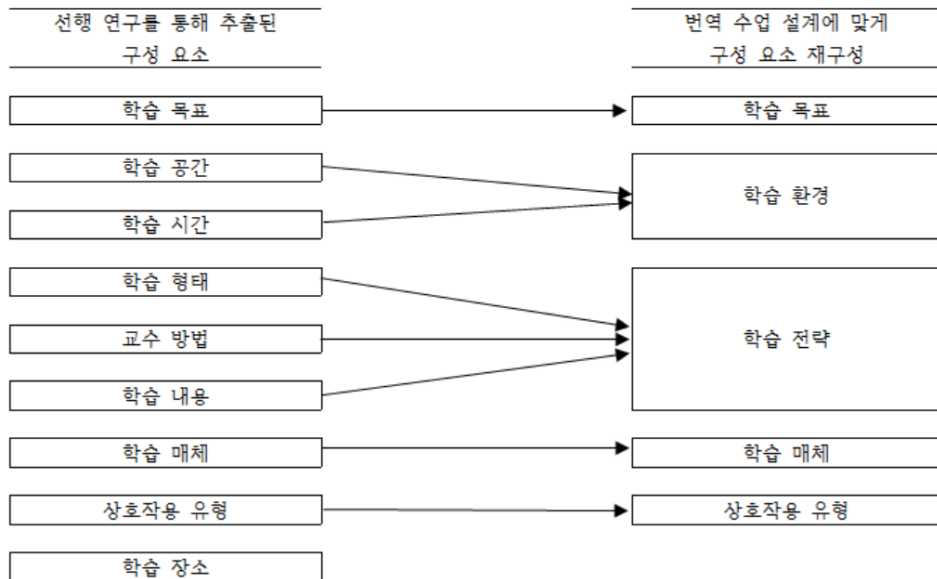 선행 연구를 통해 추출된
구성 요소
번역 수업 설계에 맞게
구성 요소 재구성
학습 목표
학습 목표
학습 공간
학습 환경
학습 시간
학습 형태
교수 방법
학습 전략
학습 내용
학습 매체
학습 매체
상호작용 유형
상호작용 유형
학습 장소